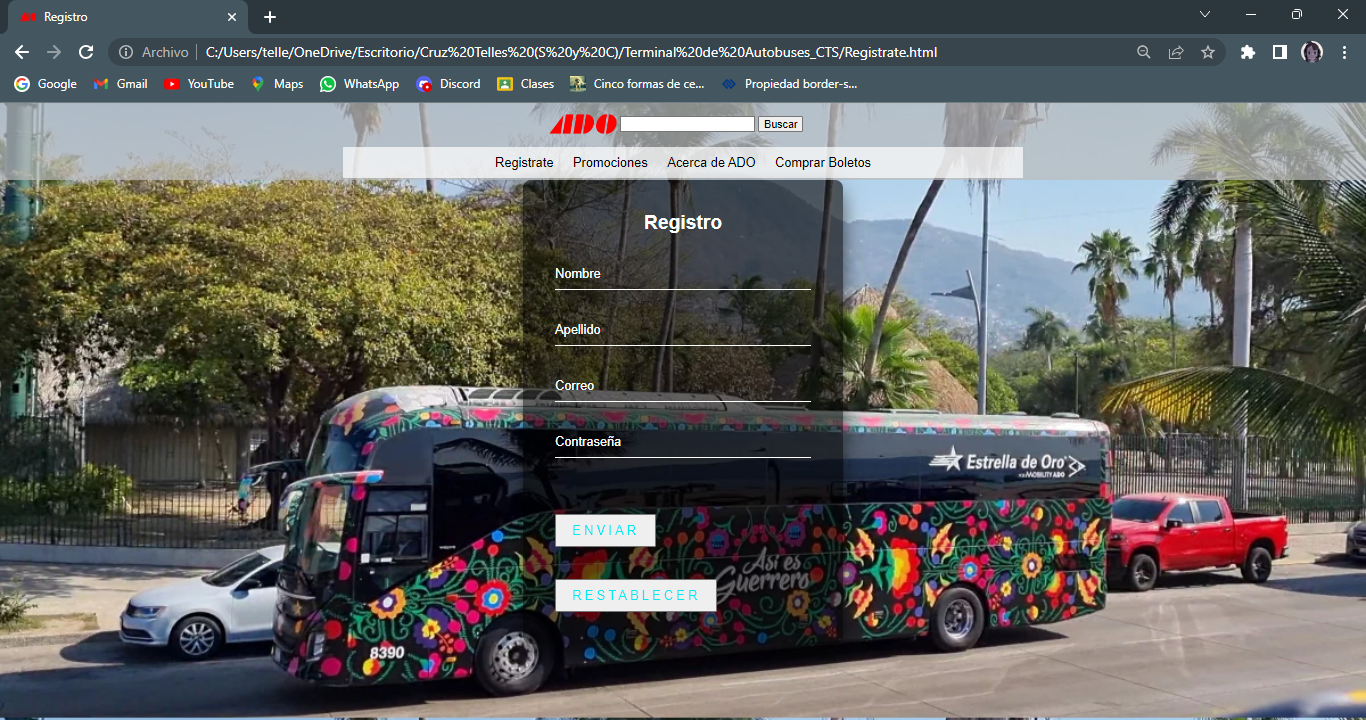 Registro
Archivo
C:/Users/telle/OneDrive/Escritorio/Cruz%20Telles%20(S%20y%20C)/Terminal%20de%20Autobuses_CTS/Registrate.html
Google Gmail YouTube Maps WhatsApp Discord Clases Cinco formas de ce... Propiedad border-s...
ADO Buscar
Registrate Promociones Acerca de ADO Comprar Boletos
Registro
Nombre
Apellido
Correo
Contraseña
Estrella de Oro
MOBILITY ADO
ENVIAR
Así es
Guerrero
RESTABLECER
8390